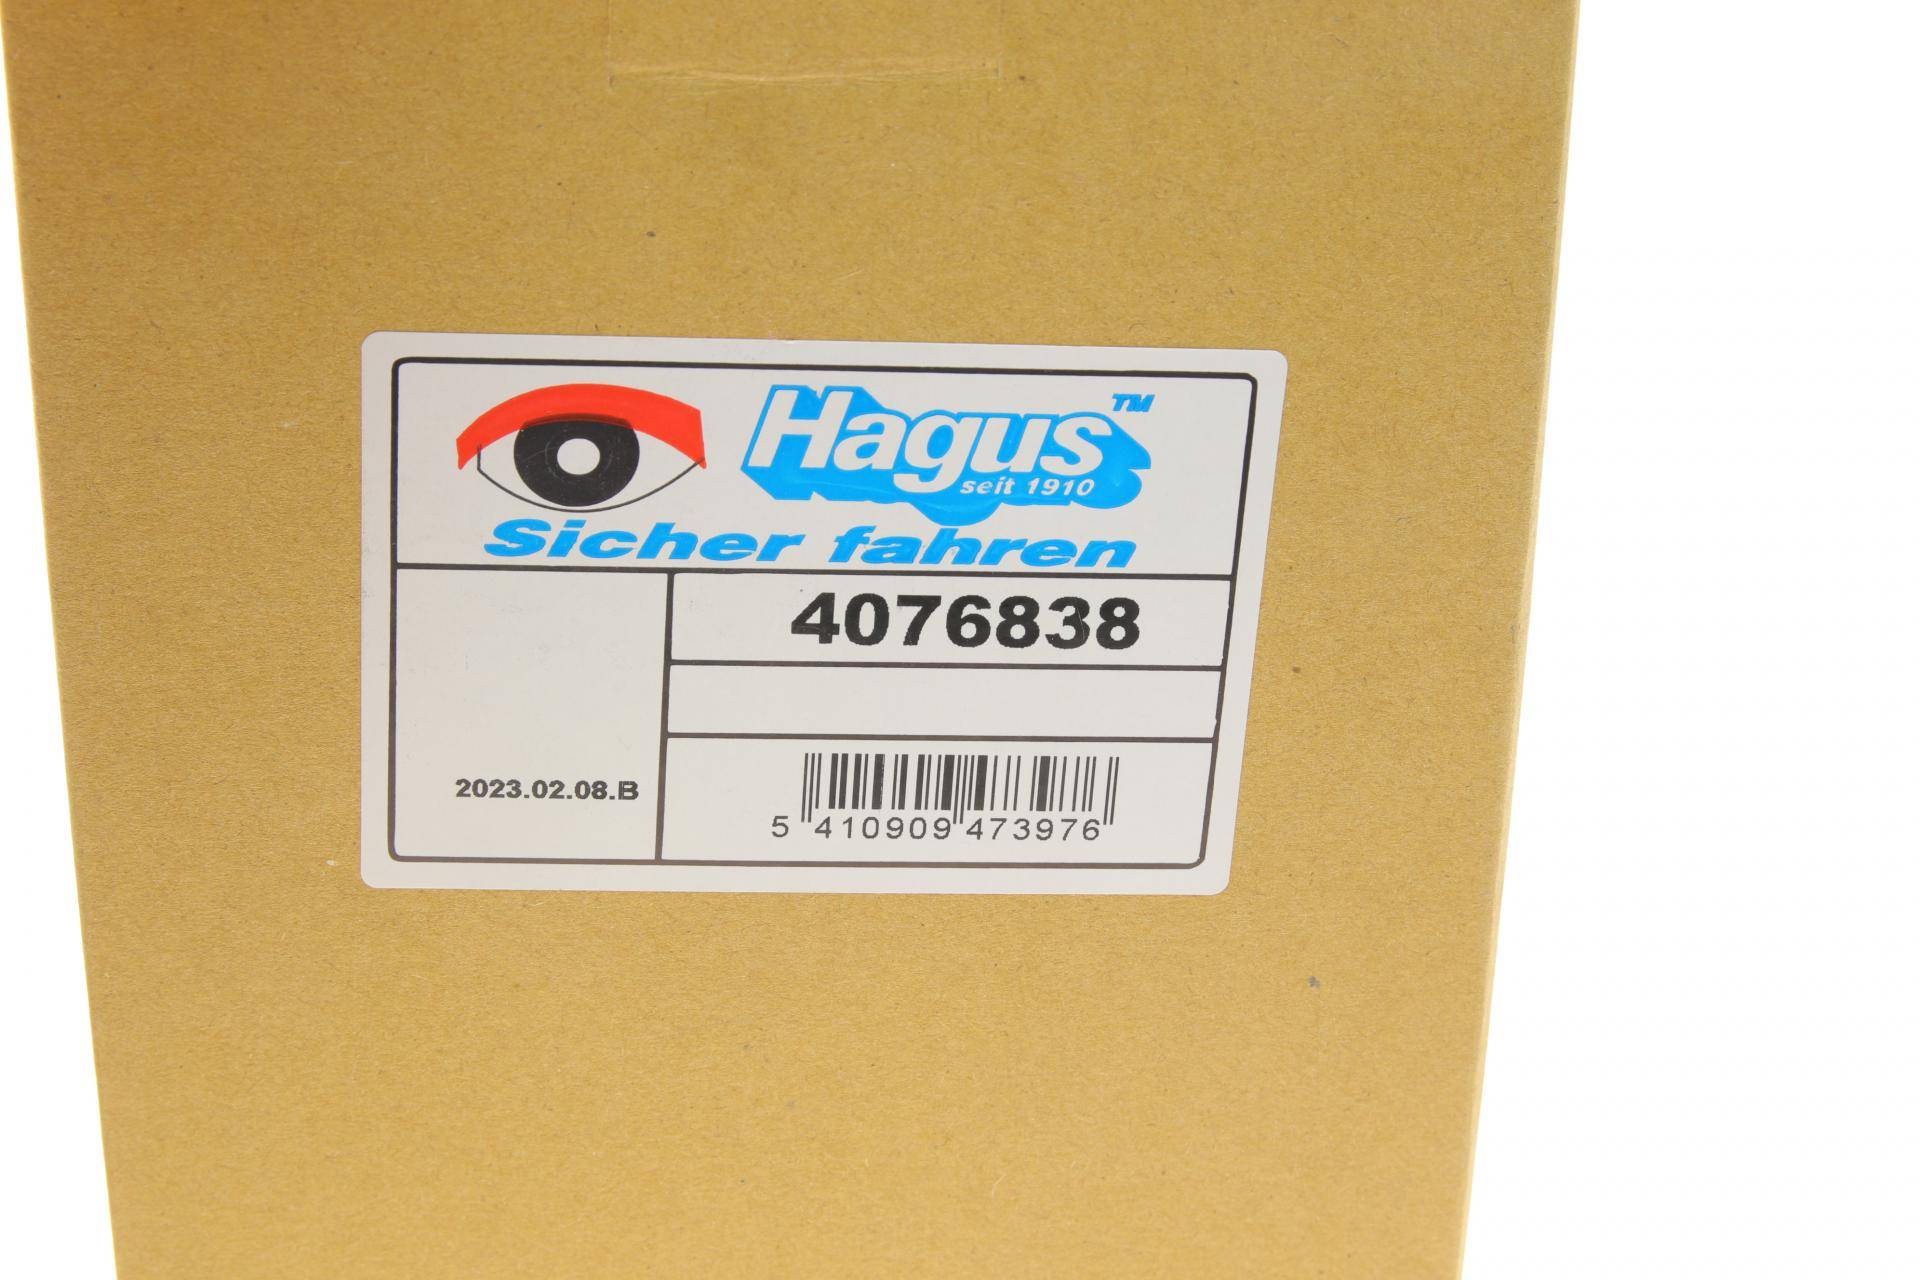 Hagus™
seit 1910
Sicher fahren
4076838
2023.02.08.B
5 410909 473976